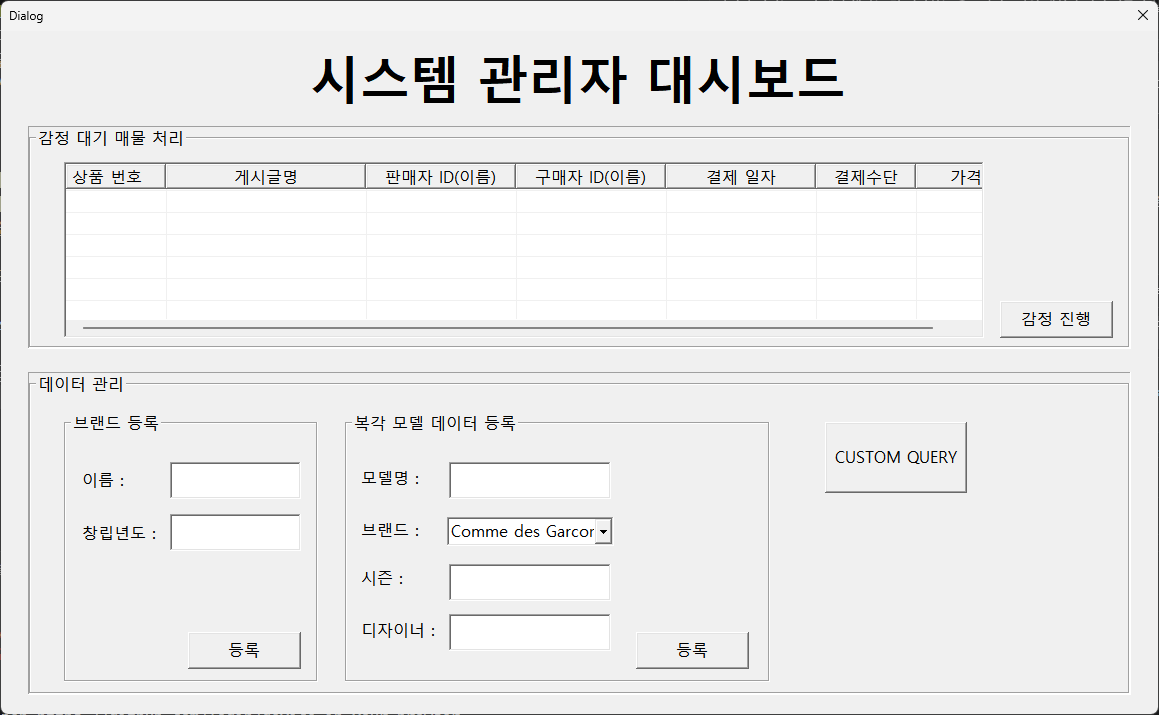 Dialog
시스템 관리자 대시보드
감정 대기 매물 처리
상품 번호 게시글명 판매자 ID(이름) 구매자 ID(이름) 결제 일자 결제수단 가격
감정 진행
데이터 관리
브랜드 등록
이름 :
창립년도 :
등록
복각 모델 데이터 등록
모델명 :
브랜드 : Comme des Garcor
시즌 :
디자이너 :
등록
CUSTOM QUERY